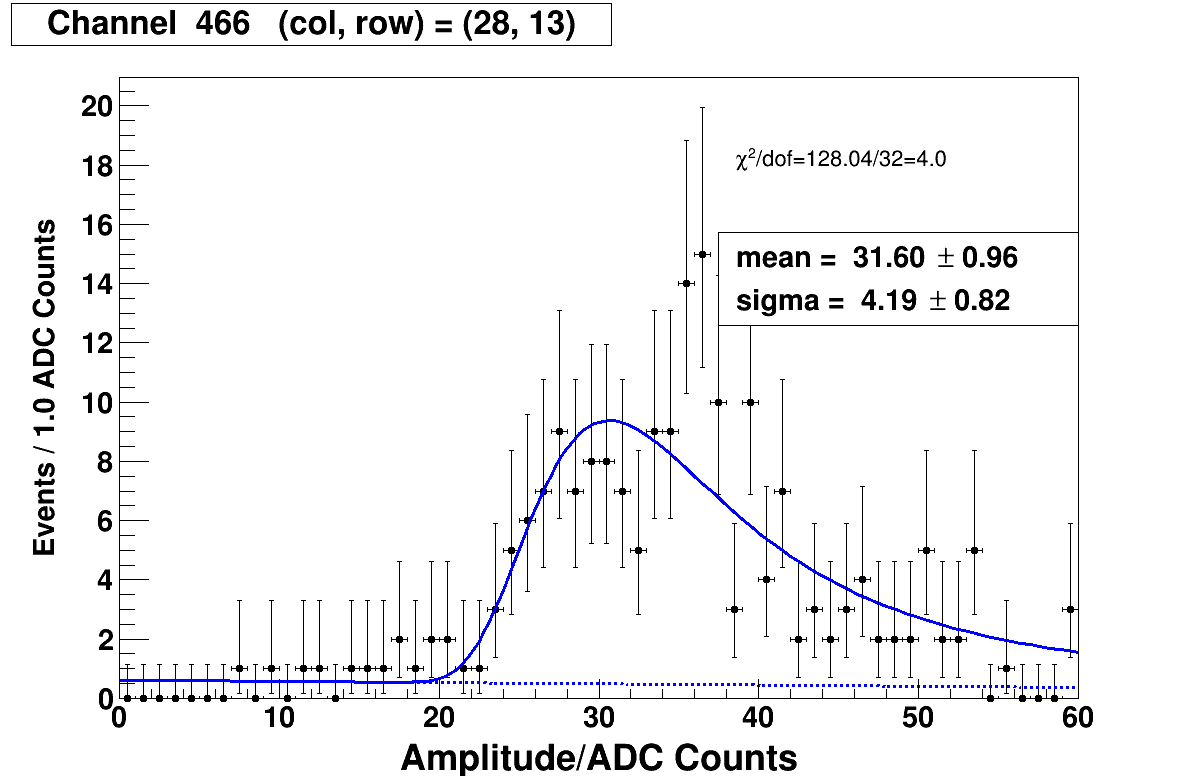 Channel 466 (col, row) = (28, 13)
20
18
16
14
12
10
8
6
4
2
0
Events / 1.0 ADC Counts
χ²/dof=128.04/32=4.0
mean = 31.60 ± 0.96
sigma = 4.19 ± 0.82
0 10 20 30 40 50 60
Amplitude/ADC Counts